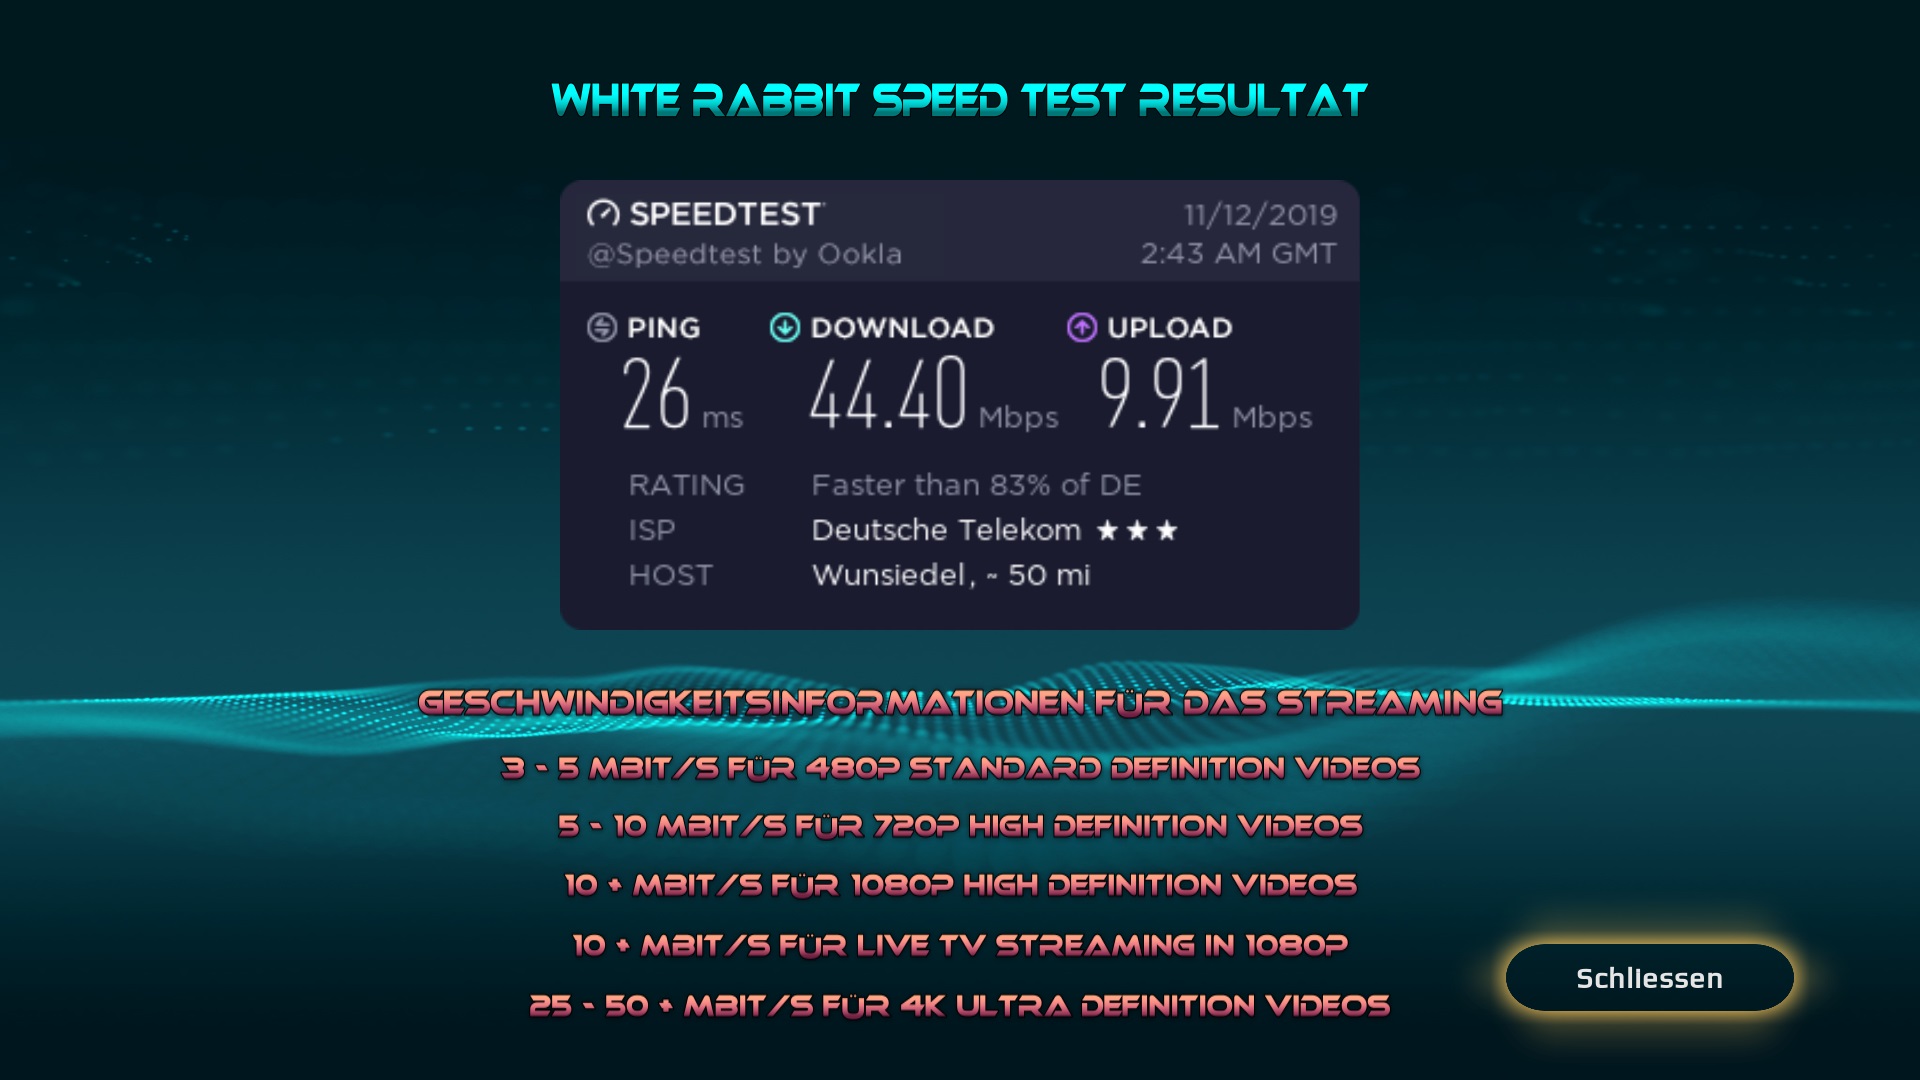 WHITE RABBIT SPEED TEST RESULTAT
SPEEDTEST
11/12/2019
@Speedtest by Ookla
2:43 AM GMT
PING DOWNLOAD UPLOAD
26 ms 44.40 Mbps 9.91 Mbps
RATING Faster than 83% of DE
ISP Deutsche Telekom ★★★
HOST Wunsiedel, ~ 50 mi
GESCHWINDIGKEITSINFORMATIONEN FÜR DAS STREAMING
3 - 5 MBIT/S FÜR 480P STANDARD DEFINITION VIDEOS
5 - 10 MBIT/S FÜR 720P HIGH DEFINITION VIDEOS
10 + MBIT/S FÜR 1080P HIGH DEFINITION VIDEOS
10 + MBIT/S FÜR LIVE TV STREAMING IN 1080P
25 - 50 + MBIT/S FÜR 4K ULTRA DEFINITION VIDEOS
SchlIessen